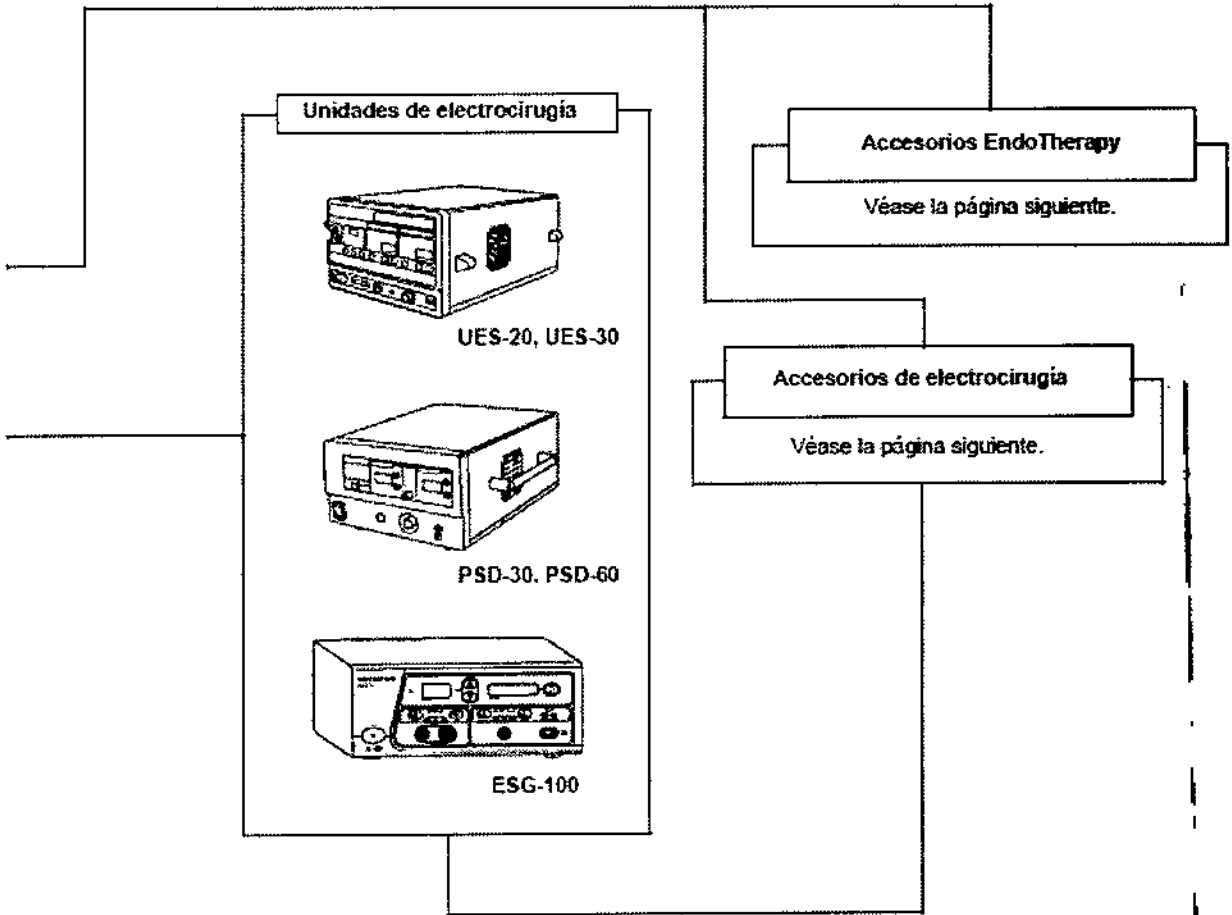 Unidades de electrocirugía
Accesorios EndoTherapy
Véase la página siguiente.
UES-20, UES-30
Accesorios de electrocirugía
Véase la página siguiente.
PSD-30. PSD-60
ESG-100